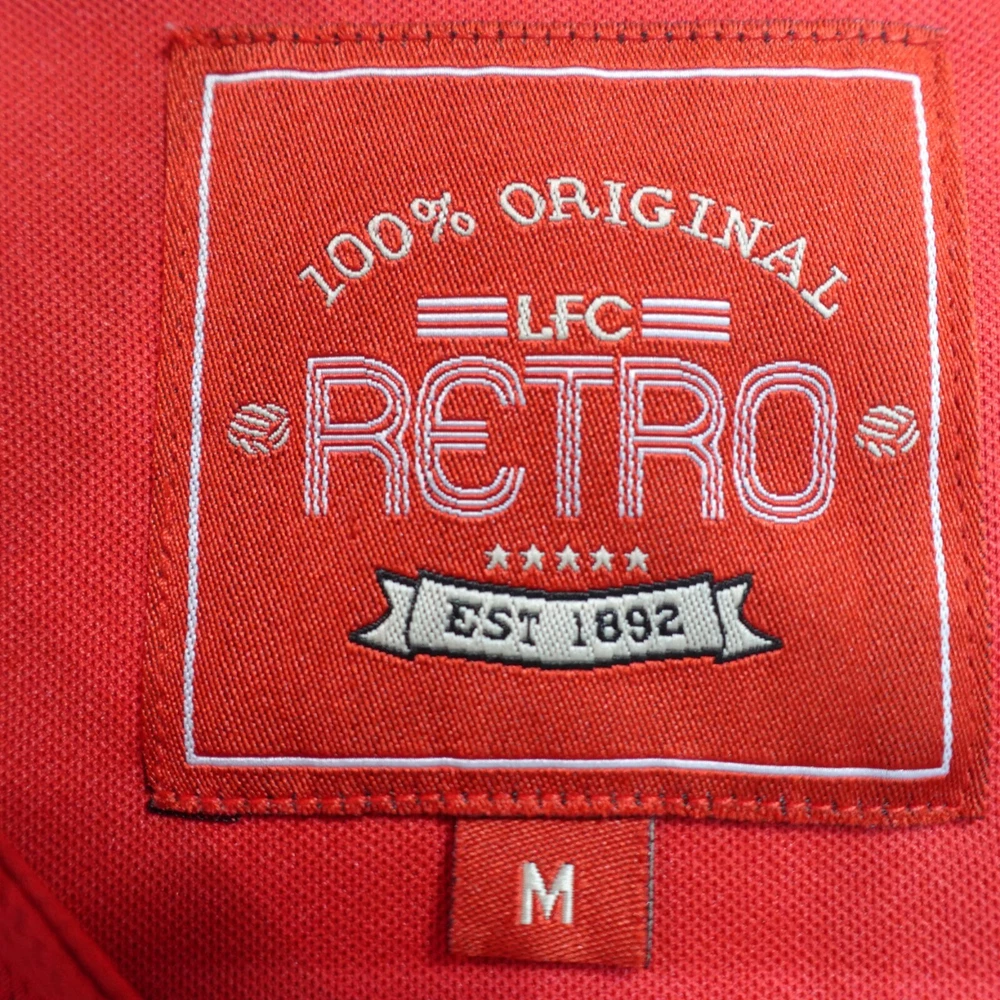 100% ORIGINAL
LFC
RETRO
EST 1892
M